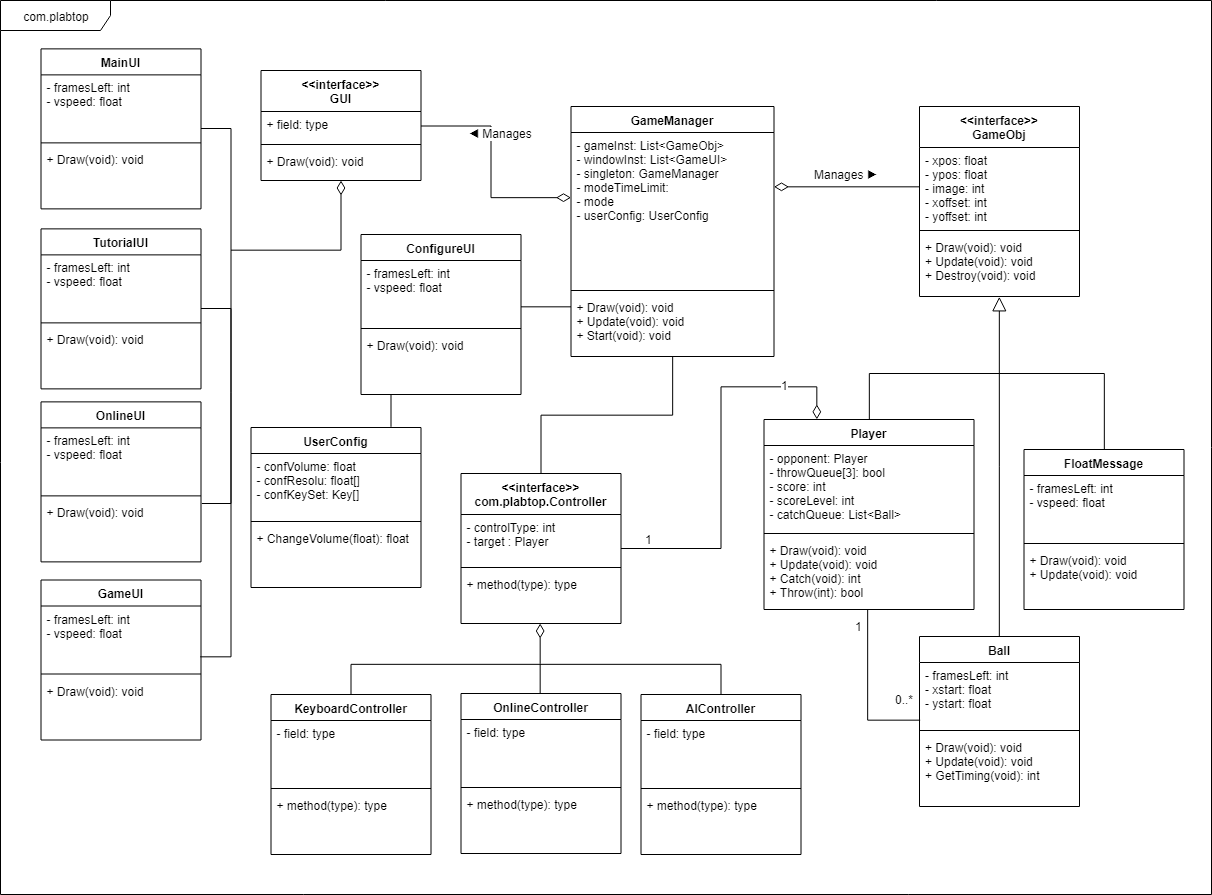 com.plabtop
MainUI
- framesLeft: int
- vspeed: float
+ Draw(void): void
<<interface>>
GUI
+ field: type
+ Draw(void): void
◀ Manages
GameManager
- gameInst: List<GameObj>
- windowInst: List<GameUI>
- singleton: GameManager
- modeTimeLimit:
- mode
- userConfig: UserConfig
+ Draw(void): void
+ Update(void): void
+ Start(void): void
Manages ▶
<<interface>>
GameObj
- xpos: float
- ypos: float
- image: int
- xoffset: int
- yoffset: int
+ Draw(void): void
+ Update(void): void
+ Destroy(void): void
TutorialUI
- framesLeft: int
- vspeed: float
+ Draw(void): void
ConfigureUI
- framesLeft: int
- vspeed: float
+ Draw(void): void
OnlineUI
- framesLeft: int
- vspeed: float
+ Draw(void): void
UserConfig
- confVolume: float
- confResolu: float[]
- confKeySet: Key[]
+ ChangeVolume(float): float
<<interface>>
com.plabtop.Controller
- controlType: int
- target : Player
+ method(type): type
1
1
Player
- opponent: Player
- throwQueue[3]: bool
- score: int
- scoreLevel: int
- catchQueue: List<Ball>
+ Draw(void): void
+ Update(void): void
+ Catch(void): int
+ Throw(int): bool
FloatMessage
- framesLeft: int
- vspeed: float
+ Draw(void): void
+ Update(void): void
GameUI
- framesLeft: int
- vspeed: float
+ Draw(void): void
1
0..*
Ball
- framesLeft: int
- xstart: float
- ystart: float
+ Draw(void): void
+ Update(void): void
+ GetTiming(void): int
KeyboardController
- field: type
+ method(type): type
OnlineController
- field: type
+ method(type): type
AIController
- field: type
+ method(type): type